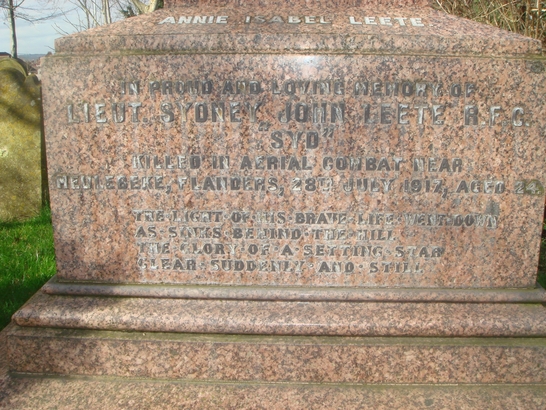 ANNIE ISABEL LEETE
IN PROUD AND LOVING MEMORY OF
LIEUT. SYDNEY JOHN LEETE R.F.C.
"SYD"
KILLED IN AERIAL COMBAT NEAR
MEULEBEKE, FLANDERS, 28TH JULY 1917, AGED 24
THE LIGHT OF HIS BRAVE LIFE WENT DOWN
AS SINKS BEHIND THE HILL
THE GLORY OF A SETTING STAR
CLEAR SUDDENLY AND STILL